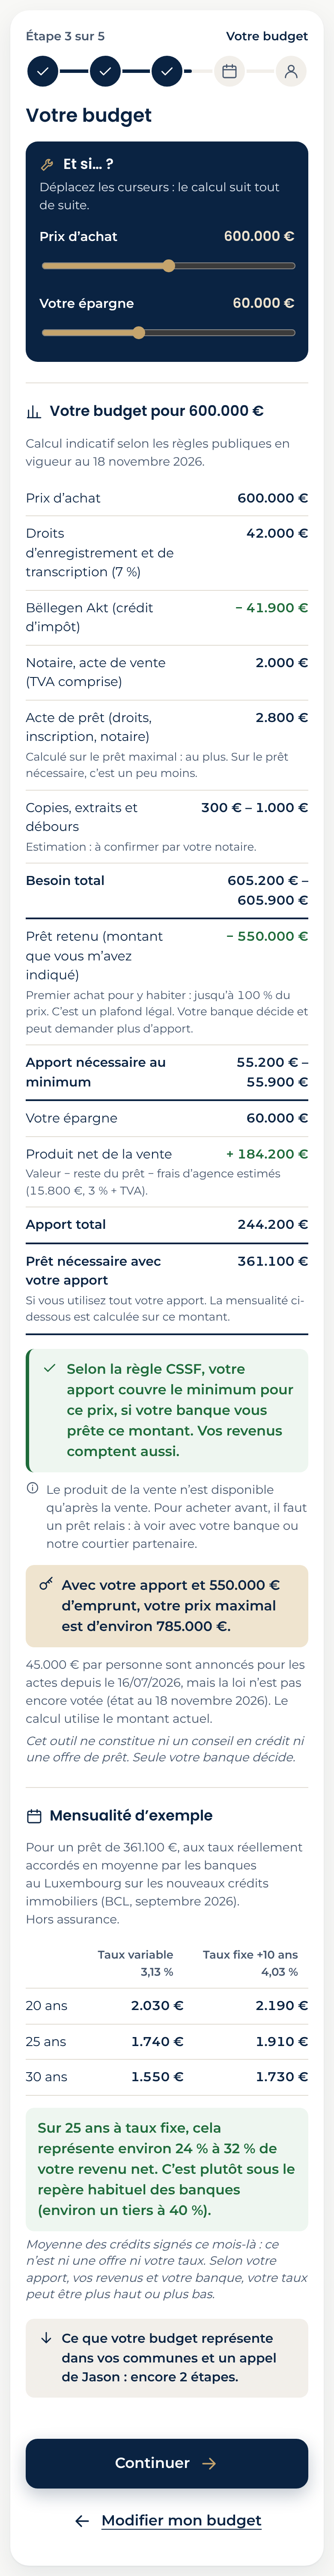 Étape 3 sur 5
Votre budget
Votre budget
Et si… ?
Déplacez les curseurs : le calcul suit tout
de suite.
Prix d’achat 600.000 €
Votre épargne 60.000 €
Votre budget pour 600.000 €
Calcul indicatif selon les règles publiques en
vigueur au 18 novembre 2026.
Prix d’achat 600.000 €
Droits 42.000 €
d’enregistrement et de
transcription (7 %)
Bëllegen Akt (crédit − 41.900 €
d’impôt)
Notaire, acte de vente 2.000 €
(TVA comprise)
Acte de prêt (droits, 2.800 €
inscription, notaire)
Calculé sur le prêt maximal : au plus. Sur le prêt
nécessaire, c’est un peu moins.
Copies, extraits et 300 € – 1.000 €
débours
Estimation : à confirmer par votre notaire.
Besoin total 605.200 € –
605.900 €
Prêt retenu (montant − 550.000 €
que vous m’avez
indiqué)
Premier achat pour y habiter : jusqu’à 100 % du
prix. C’est un plafond légal. Votre banque décide et
peut demander plus d’apport.
Apport nécessaire au 55.200 € –
minimum 55.900 €
Votre épargne 60.000 €
Produit net de la vente + 184.200 €
Valeur − reste du prêt − frais d’agence estimés
(15.800 €, 3 % + TVA).
Apport total 244.200 €
Prêt nécessaire avec 361.100 €
votre apport
Si vous utilisez tout votre apport. La mensualité ci-
dessous est calculée sur ce montant.
Selon la règle CSSF, votre
apport couvre le minimum pour
ce prix, si votre banque vous
prête ce montant. Vos revenus
comptent aussi.
Le produit de la vente n’est disponible
qu’après la vente. Pour acheter avant, il faut
un prêt relais : à voir avec votre banque ou
notre courtier partenaire.
Avec votre apport et 550.000 €
d’emprunt, votre prix maximal
est d’environ 785.000 €.
45.000 € par personne sont annoncés pour les
actes depuis le 16/07/2026, mais la loi n’est pas
encore votée (état au 18 novembre 2026). Le
calcul utilise le montant actuel.
Cet outil ne constitue ni un conseil en crédit ni
une offre de prêt. Seule votre banque décide.
Mensualité d’exemple
Pour un prêt de 361.100 €, aux taux réellement
accordés en moyenne par les banques
au Luxembourg sur les nouveaux crédits
immobiliers (BCL, septembre 2026).
Hors assurance.
Taux variable Taux fixe +10 ans
3,13 % 4,03 %
20 ans 2.030 € 2.190 €
25 ans 1.740 € 1.910 €
30 ans 1.550 € 1.730 €
Sur 25 ans à taux fixe, cela
représente environ 24 % à 32 % de
votre revenu net. C’est plutôt sous le
repère habituel des banques
(environ un tiers à 40 %).
Moyenne des crédits signés ce mois-là : ce
n’est ni une offre ni votre taux. Selon votre
apport, vos revenus et votre banque, votre taux
peut être plus haut ou plus bas.
Ce que votre budget représente
dans vos communes et un appel
de Jason : encore 2 étapes.
Continuer
Modifier mon budget